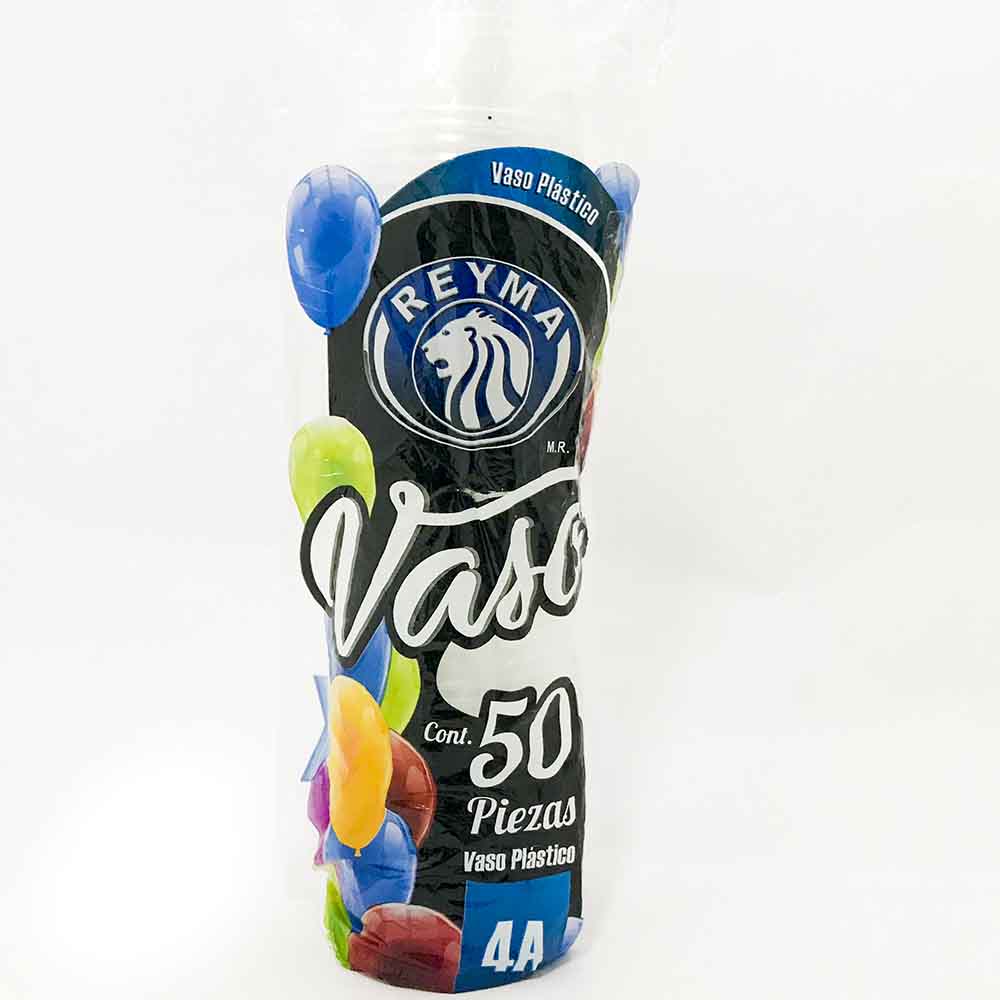 Vaso Plástico
REYMA
M.R.
Vaso
Cont. 50
Piezas
Vaso Plástico
4A